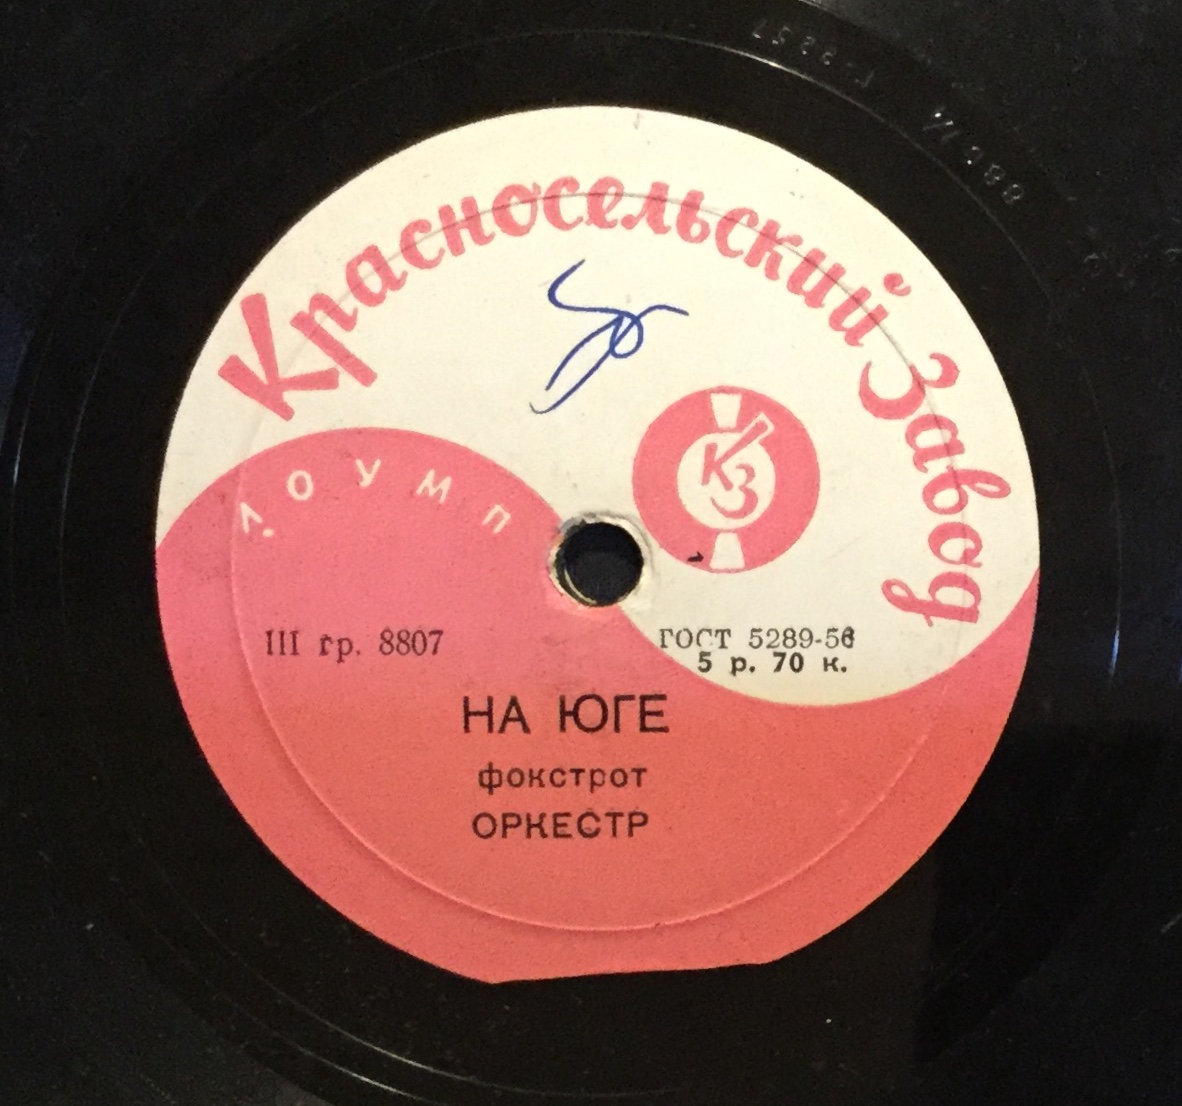 Красносельский Завод
КЗ
ЛОУМП
III гр. 8807
ГОСТ 5289-56
5 р. 70 к.
НА ЮГЕ
фокстрот
ОРКЕСТР